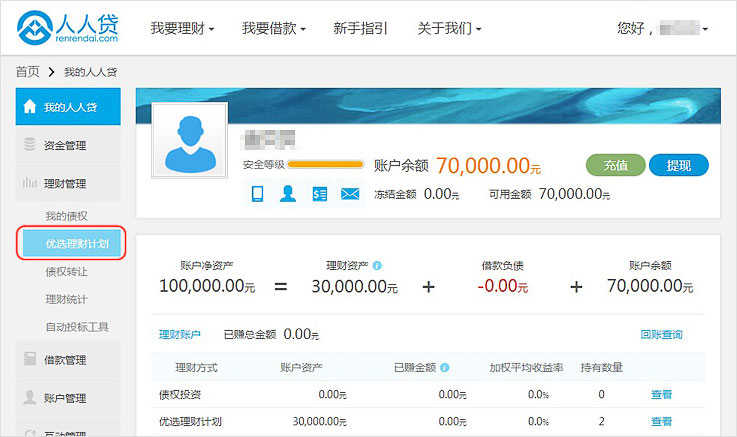 人人贷 我要理财 我要借款 新手指引 关于我们 您好，
renrendai.com
首页 > 我的人人贷
我的人人贷
资金管理
理财管理
我的债权
优选理财计划
债权转让
理财统计
自动投标工具
借款管理
账户管理
互动管理
安全等级 账户余额 70,000.00元 充值 提现
冻结金额 0.00元 可用金额 70,000.00元
账户净资产 理财资产 借款负债 账户余额
100,000.00元 = 30,000.00元 + -0.00元 + 70,000.00元
理财账户 已赚总金额 0.00元 回账查询
理财方式 账户资产 已赚金额 加权平均收益率 持有数量
债权投资 0.00元 0.00元 0.0% 0 查看
优选理财计划 30,000.00元 0.00元 0.0% 2 查看